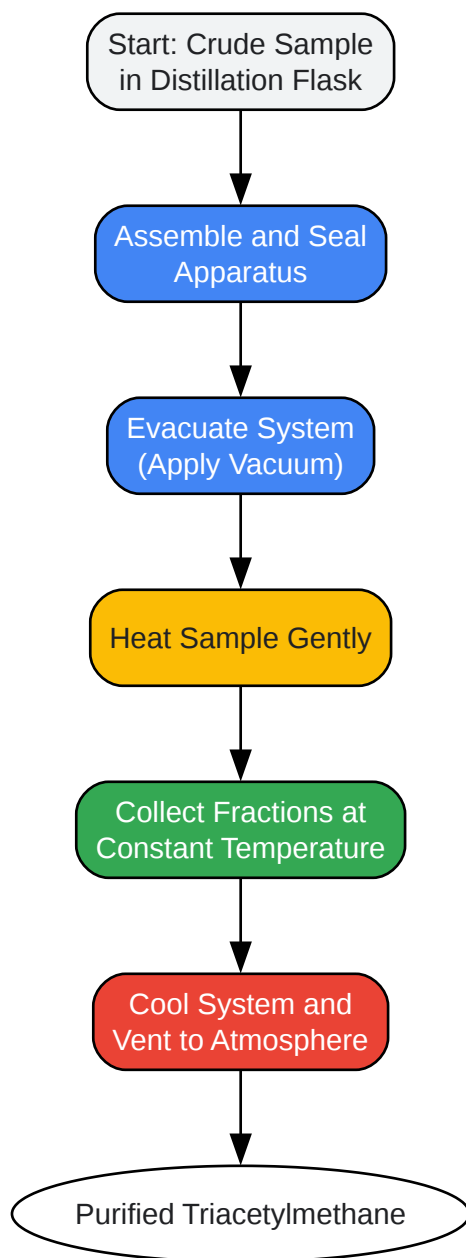 Start: Crude Sample
in Distillation Flask
Assemble and Seal
Apparatus
Evacuate System
(Apply Vacuum)
Heat Sample Gently
Collect Fractions at
Constant Temperature
Cool System and
Vent to Atmosphere
Purified Triacetylmethane